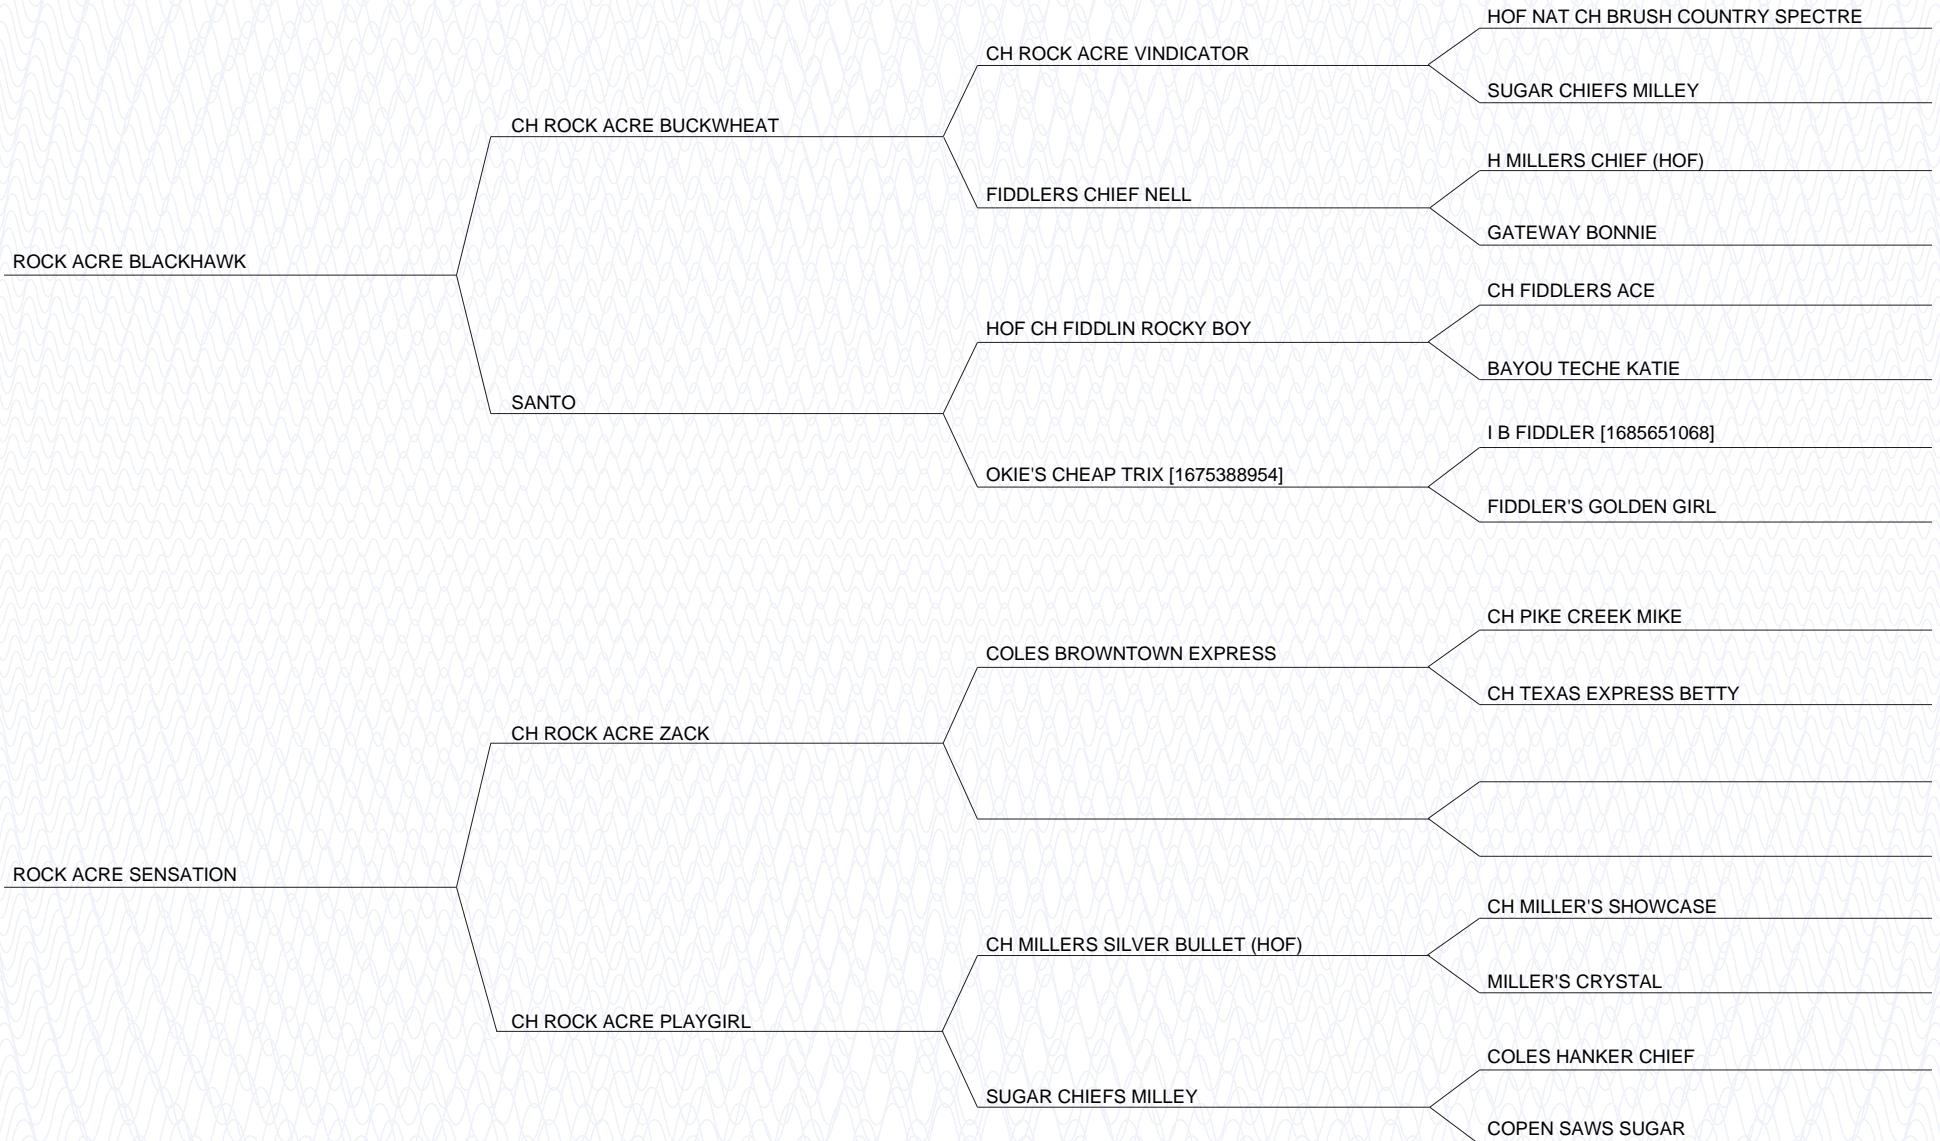 HOF NAT CH BRUSH COUNTRY SPECTRE
CH ROCK ACRE VINDICATOR
SUGAR CHIEFS MILLEY
CH ROCK ACRE BUCKWHEAT
H MILLERS CHIEF (HOF)
FIDDLERS CHIEF NELL
GATEWAY BONNIE
ROCK ACRE BLACKHAWK
CH FIDDLERS ACE
HOF CH FIDDLIN ROCKY BOY
BAYOU TECHE KATIE
SANTO
I B FIDDLER [1685651068]
OKIE'S CHEAP TRIX [1675388954]
FIDDLER'S GOLDEN GIRL
CH PIKE CREEK MIKE
COLES BROWNTOWN EXPRESS
CH TEXAS EXPRESS BETTY
CH ROCK ACRE ZACK
ROCK ACRE SENSATION
CH MILLER'S SHOWCASE
CH MILLERS SILVER BULLET (HOF)
MILLER'S CRYSTAL
CH ROCK ACRE PLAYGIRL
COLES HANKER CHIEF
SUGAR CHIEFS MILLEY
COPEN SAWS SUGAR